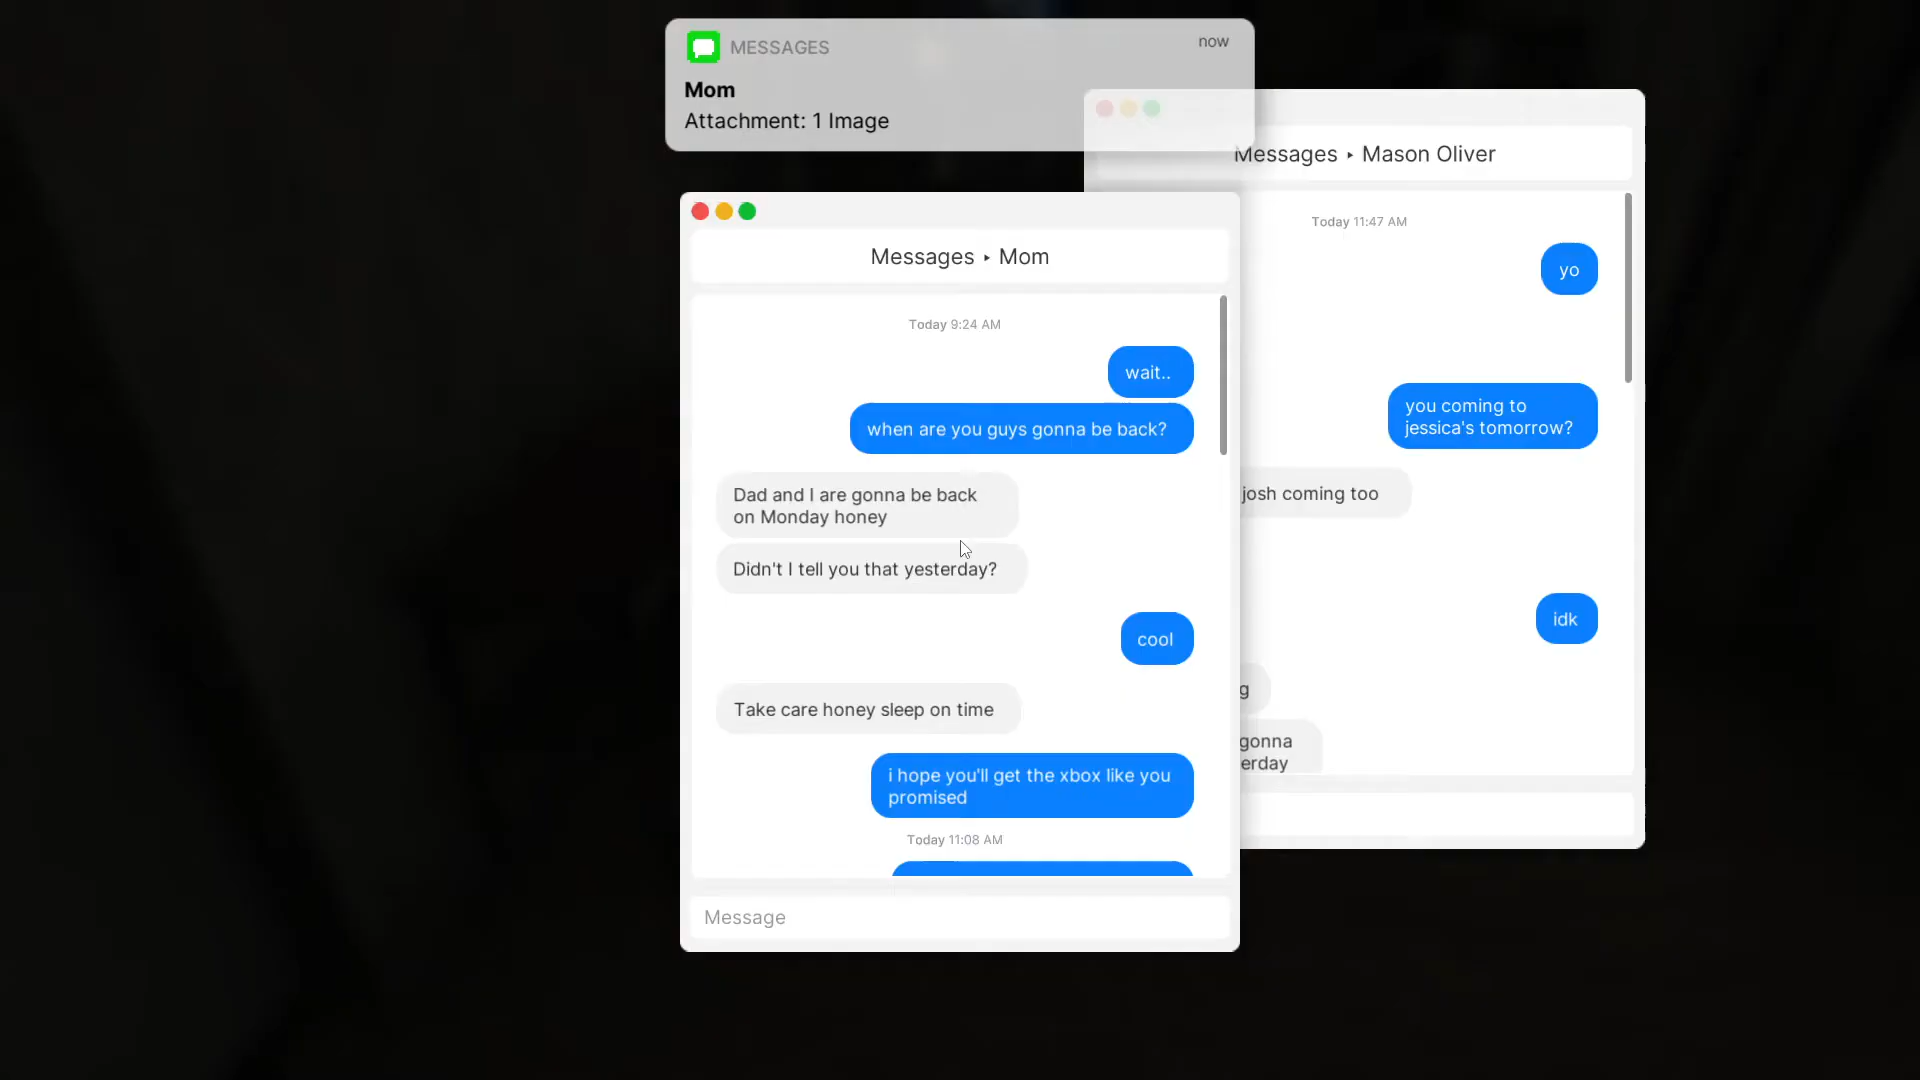 MESSAGES
now
Mom
Attachment: 1 Image
Messages ‣ Mason Oliver
Today 11:47 AM
yo
you coming to
jessica's tomorrow?
josh coming too
idk
g
gonna
erday
Messages ‣ Mom
Today 9:24 AM
wait..
when are you guys gonna be back?
Dad and I are gonna be back
on Monday honey
Didn't I tell you that yesterday?
cool
Take care honey sleep on time
i hope you'll get the xbox like you
promised
Today 11:08 AM
Message